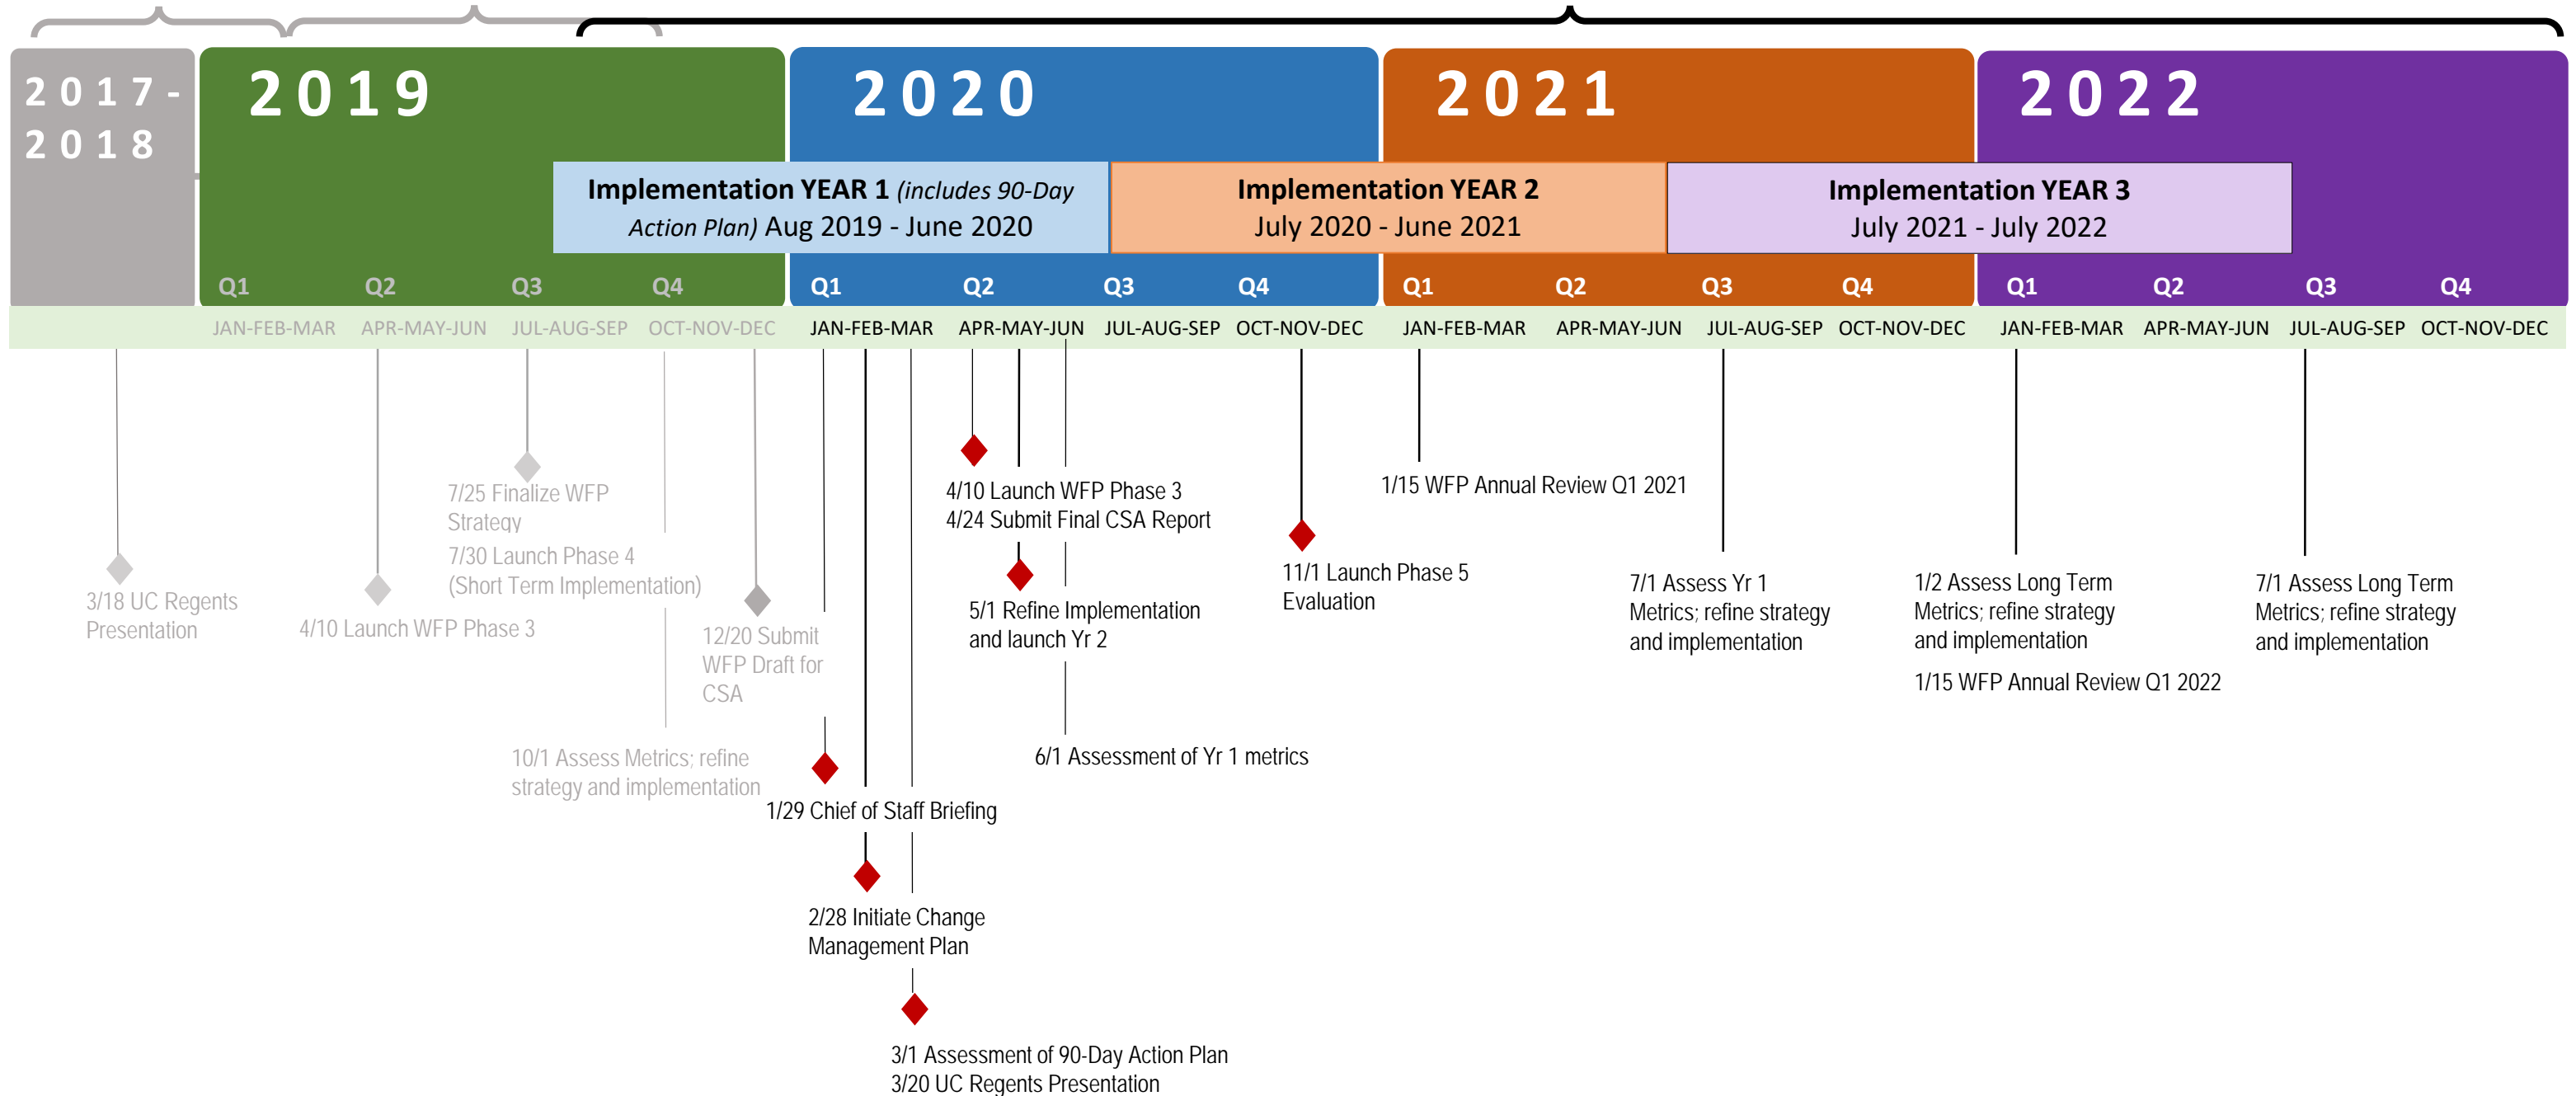 2017-
2018
2019
2020
2021
2022
Implementation YEAR 1 (includes 90-Day
Action Plan) Aug 2019 - June 2020
Implementation YEAR 2
July 2020 - June 2021
Implementation YEAR 3
July 2021 - July 2022
Q1 Q2 Q3 Q4 Q1 Q2 Q3 Q4 Q1 Q2 Q3 Q4 Q1 Q2 Q3 Q4
JAN-FEB-MAR APR-MAY-JUN JUL-AUG-SEP OCT-NOV-DEC JAN-FEB-MAR APR-MAY-JUN JUL-AUG-SEP OCT-NOV-DEC JAN-FEB-MAR APR-MAY-JUN JUL-AUG-SEP OCT-NOV-DEC JAN-FEB-MAR APR-MAY-JUN JUL-AUG-SEP OCT-NOV-DEC
3/18 UC Regents
Presentation
4/10 Launch WFP Phase 3
7/25 Finalize WFP
Strategy
7/30 Launch Phase 4
(Short Term Implementation)
10/1 Assess Metrics; refine
strategy and implementation
12/20 Submit
WFP Draft for
CSA
1/29 Chief of Staff Briefing
2/28 Initiate Change
Management Plan
3/1 Assessment of 90-Day Action Plan
3/20 UC Regents Presentation
4/10 Launch WFP Phase 3
4/24 Submit Final CSA Report
5/1 Refine Implementation
and launch Yr 2
6/1 Assessment of Yr 1 metrics
11/1 Launch Phase 5
Evaluation
1/15 WFP Annual Review Q1 2021
7/1 Assess Yr 1
Metrics; refine strategy
and implementation
1/2 Assess Long Term
Metrics; refine strategy
and implementation
1/15 WFP Annual Review Q1 2022
7/1 Assess Long Term
Metrics; refine strategy
and implementation